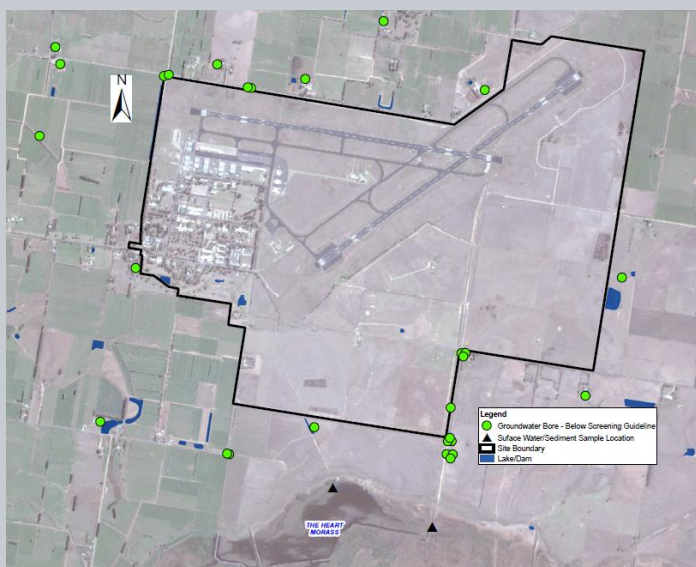 N
Legend
Groundwater Bore - Below Screening Guideline
Suface Water/Sediment Sample Location
Site Boundary
Lake/Dam
THE HEART
MORASS